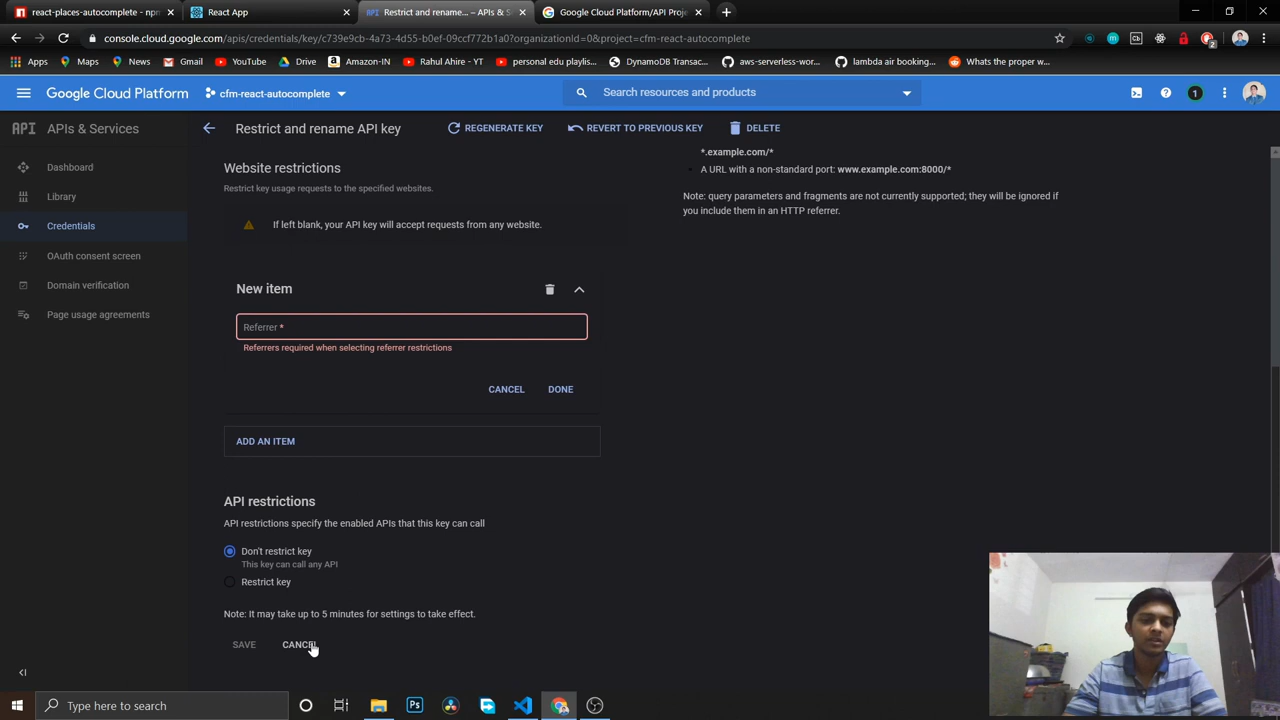 react-places-autocomplete - npm
React App
Restrict and rename... – APIs & S
Google Cloud Platform/API Proje
console.cloud.google.com/apis/credentials/key/c739e9cb-4a73-4d55-b0ef-09ccf772b1a0?organizationId=0&project=cfm-react-autocomplete
2
Apps
Maps
News
Gmail
YouTube
Drive
Amazon-IN
Rahul Ahire - YT
personal edu playlis...
DynamoDB Transac...
aws-serverless-wor...
lambda air booking...
Whats the proper w...
Google Cloud Platform
cfm-react-autocomplete
Search resources and products
1
API
APIs & Services
Restrict and rename API key
REGENERATE KEY
REVERT TO PREVIOUS KEY
DELETE
Dashboard
Library
Credentials
OAuth consent screen
Domain verification
Page usage agreements
Website restrictions
Restrict key usage requests to the specified websites.
If left blank, your API key will accept requests from any website.
*.example.com/*
A URL with a non-standard port: www.example.com:8000/*
Note: query parameters and fragments are not currently supported; they will be ignored if
you include them in an HTTP referrer.
New item
Referrer *
Referrers required when selecting referrer restrictions
CANCEL
DONE
ADD AN ITEM
API restrictions
API restrictions specify the enabled APIs that this key can call
Don't restrict key
This key can call any API
Restrict key
Note: It may take up to 5 minutes for settings to take effect.
SAVE
CANCEL
Type here to search
Ps